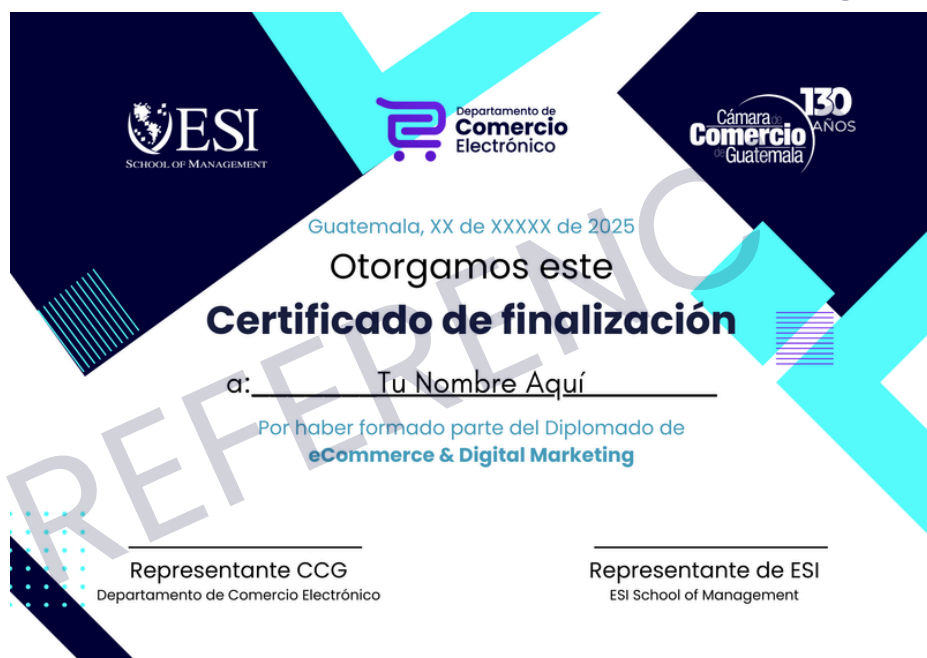 ESI
SCHOOL OF MANAGEMENT
Departamento de
Comercio
Electrónico
130
AÑOS
Cámara de
Comercio
de Guatemala
Guatemala, XX de XXXXX de 2025
Otorgamos este
Certificado de finalización
a: Tu Nombre Aquí
Por haber formado parte del Diplomado de
eCommerce & Digital Marketing
REFERENC
Representante CCG
Departamento de Comercio Electrónico
Representante de ESI
ESI School of Management